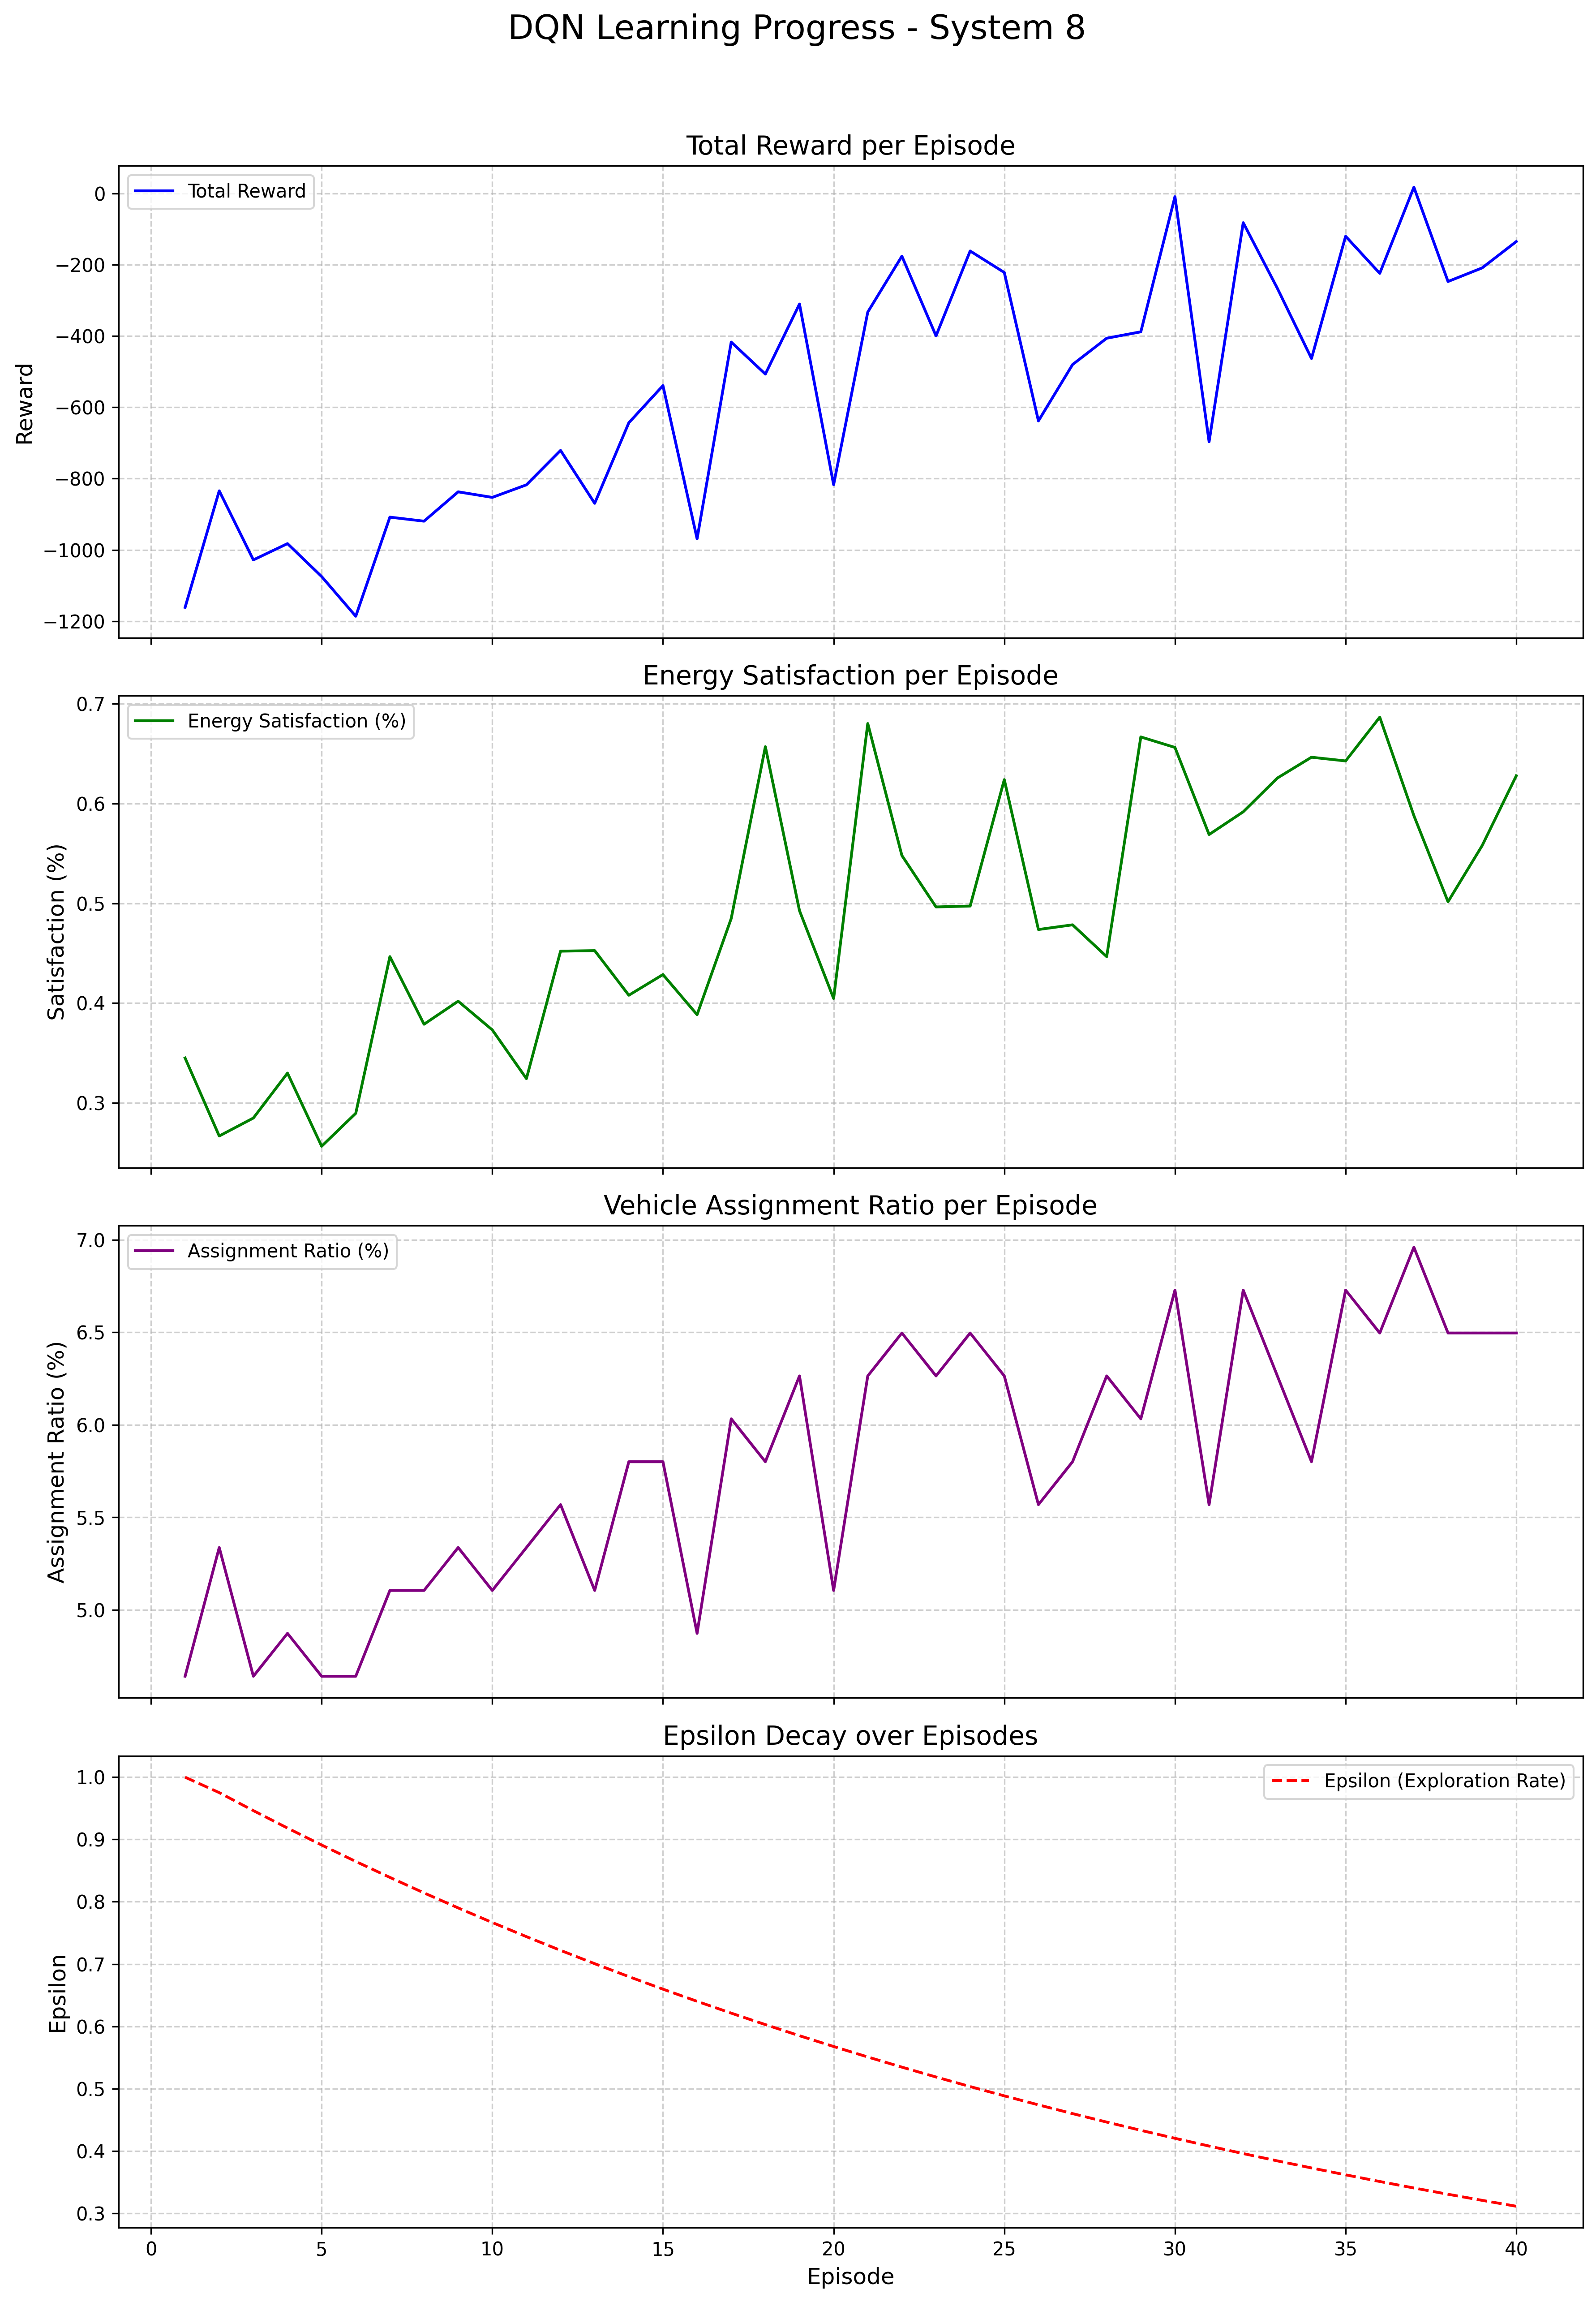 DQN Learning Progress - System 8
Total Reward per Episode
Total Reward
0
−200
−400
−600
−800
−1000
−1200
Reward
Energy Satisfaction per Episode
Energy Satisfaction (%)
0.7
0.6
0.5
0.4
0.3
Satisfaction (%)
Vehicle Assignment Ratio per Episode
Assignment Ratio (%)
7.0
6.5
6.0
5.5
5.0
Assignment Ratio (%)
Epsilon Decay over Episodes
Epsilon (Exploration Rate)
1.0
0.9
0.8
0.7
0.6
0.5
0.4
0.3
Epsilon
0 5 10 15 20 25 30 35 40
Episode